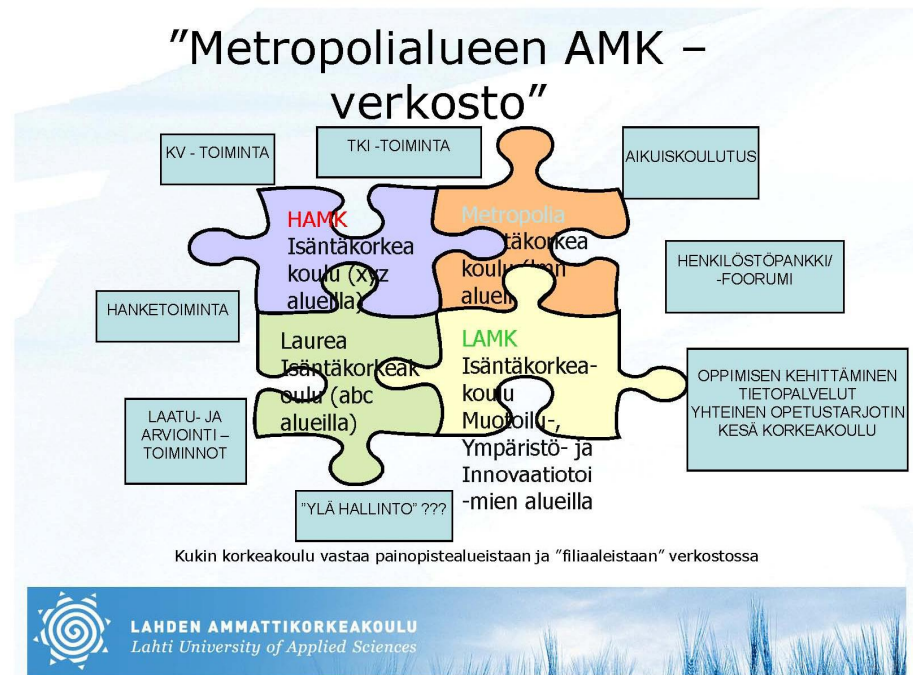 ”Metropolialueen AMK –
verkosto”
KV - TOIMINTA
TKI -TOIMINTA
AIKUISKOULUTUS
HAMK
Isäntäkorkea
koulu (xyz
alueilla)
Metropolia
koulu
HENKILÖSTÖPANKKI/
-FOORUMI
HANKETOIMINTA
Laurea
Isäntäkorkeak
oulu (abc
alueilla)
LAMK
Isäntäkorkea-
koulu
Muotoilu-,
Ympäristö- ja
Innovaatiotoi
-mien alueilla
OPPIMISEN KEHITTÄMINEN
TIETOPALVELUT
YHTEINEN OPETUSTARJOTIN
KESÄ KORKEAKOULU
LAATU- JA
ARVIOINTI –
TOIMINNOT
”YLÄ HALLINTO” ???
Kukin korkeakoulu vastaa painopistealueistaan ja ”filiaaleistaan” verkostossa
LAHDEN AMMATTIKORKEAKOULU
Lahti University of Applied Sciences